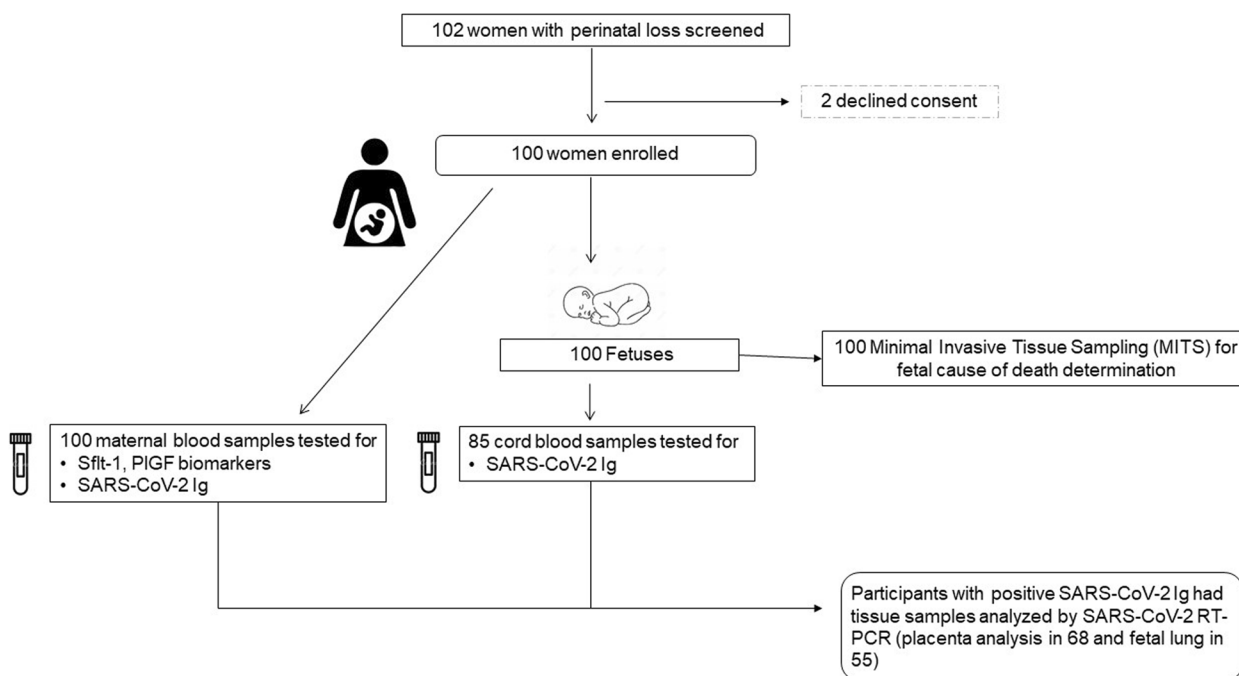 102 women with perinatal loss screened
2 declined consent
100 women enrolled
100 Fetuses
100 Minimal Invasive Tissue Sampling (MITS) for
fetal cause of death determination
100 maternal blood samples tested for
• Sflt-1, PlGF biomarkers
• SARS-CoV-2 Ig
85 cord blood samples tested for
• SARS-CoV-2 Ig
Participants with positive SARS-CoV-2 Ig had
tissue samples analyzed by SARS-CoV-2 RT-
PCR (placenta analysis in 68 and fetal lung in
55)